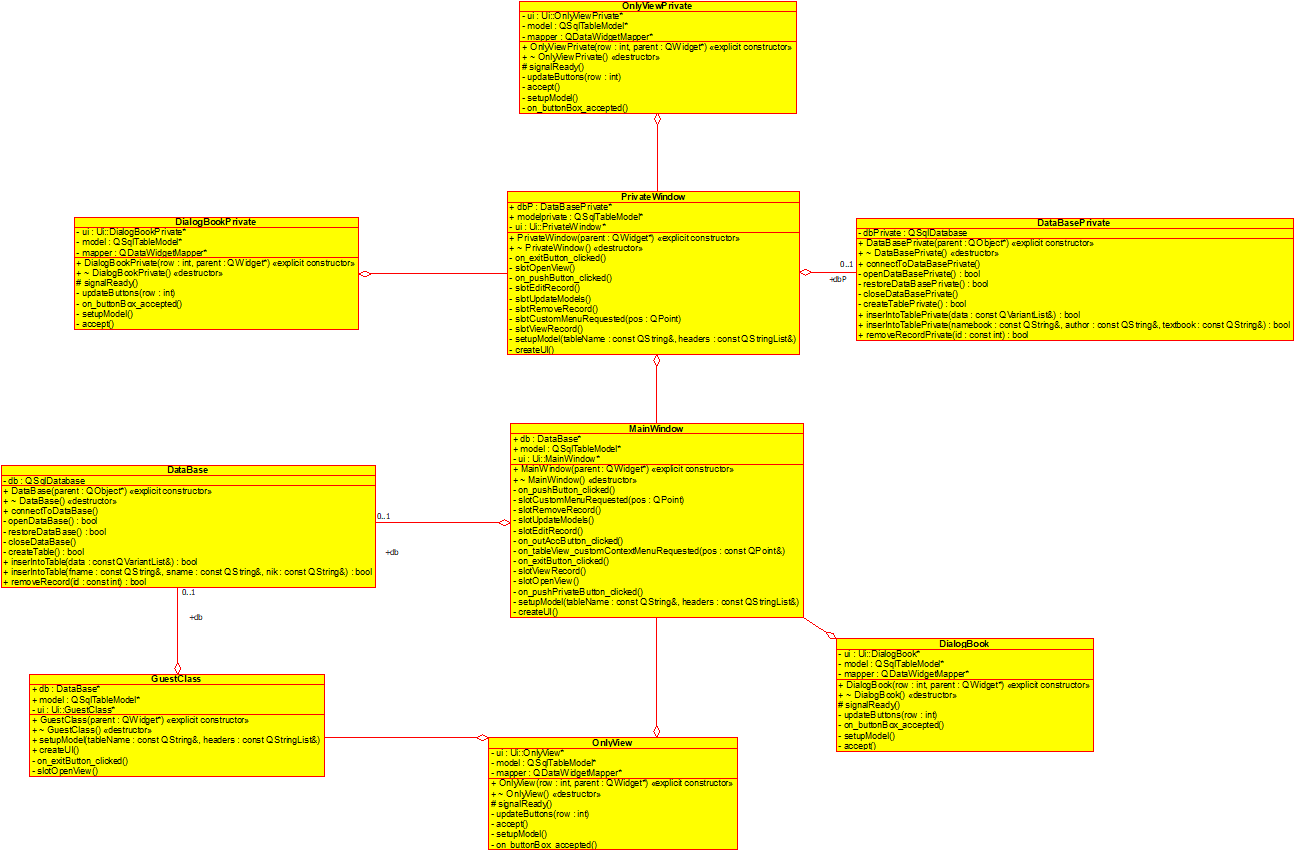 OnlyViewPrivate
- ui : Ui::OnlyViewPrivate*
- model : QSqlTableModel*
- mapper : QDataWidgetMapper*
+ OnlyViewPrivate(row : int, parent : QWidget*) «explicit constructor»
+ ~ OnlyViewPrivate() «destructor»
# signalReady()
- updateButtons(row : int)
- accept()
- setupModel()
- on_buttonBox_accepted()
PrivateWindow
+ dbP : DataBasePrivate*
+ modelprivate : QSqlTableModel*
- ui : Ui::PrivateWindow*
+ PrivateWindow(parent : QWidget*) «explicit constructor»
+ ~ PrivateWindow() «destructor»
- on_exitButton_clicked()
- slotOpenView()
- on_pushButton_clicked()
- slotEditRecord()
- slotUpdateModels()
- slotRemoveRecord()
- slotCustomMenuRequested(pos : QPoint)
- slotViewRecord()
- setupModel(tableName : const QString&, headers : const QStringList&)
- createUI()
DialogBookPrivate
- ui : Ui::DialogBookPrivate*
- model : QSqlTableModel*
- mapper : QDataWidgetMapper*
+ DialogBookPrivate(row : int, parent : QWidget*) «explicit constructor»
+ ~ DialogBookPrivate() «destructor»
# signalReady()
- updateButtons(row : int)
- on_buttonBox_accepted()
- setupModel()
- accept()
DataBasePrivate
- dbPrivate : QSqlDatabase
+ DataBasePrivate(parent : QObject*) «explicit constructor»
+ ~ DataBasePrivate() «destructor»
+ connectToDataBasePrivate()
- openDataBasePrivate() : bool
- restoreDataBasePrivate() : bool
- closeDataBasePrivate()
- createTablePrivate() : bool
+ inserIntoTablePrivate(data : const QVariantList&) : bool
+ inserIntoTablePrivate(namebook : const QString&, author : const QString&, textbook : const QString&) : bool
+ removeRecordPrivate(id : const int) : bool
0..1
+dbP
MainWindow
+ db : DataBase*
+ model : QSqlTableModel*
- ui : Ui::MainWindow*
+ MainWindow(parent : QWidget*) «explicit constructor»
+ ~ MainWindow() «destructor»
- on_pushButton_clicked()
- slotCustomMenuRequested(pos : QPoint)
- slotRemoveRecord()
- slotUpdateModels()
- slotEditRecord()
- on_outAccButton_clicked()
- on_tableView_customContextMenuRequested(pos : const QPoint&)
- on_exitButton_clicked()
- slotViewRecord()
- slotOpenView()
- on_pushPrivateButton_clicked()
- setupModel(tableName : const QString&, headers : const QStringList&)
- createUI()
DataBase
- db : QSqlDatabase
+ DataBase(parent : QObject*) «explicit constructor»
+ ~ DataBase() «destructor»
+ connectToDataBase()
- openDataBase() : bool
- restoreDataBase() : bool
- closeDataBase()
- createTable() : bool
+ inserIntoTable(data : const QVariantList&) : bool
+ inserIntoTable(fname : const QString&, sname : const QString&, nik : const QString&) : bool
+ removeRecord(id : const int) : bool
0..1
+db
0..1
+db
GuestClass
+ db : DataBase*
+ model : QSqlTableModel*
- ui : Ui::GuestClass*
+ GuestClass(parent : QWidget*) «explicit constructor»
+ ~ GuestClass() «destructor»
+ setupModel(tableName : const QString&, headers : const QStringList&)
+ createUI()
- on_exitButton_clicked()
- slotOpenView()
DialogBook
- ui : Ui::DialogBook*
- model : QSqlTableModel*
- mapper : QDataWidgetMapper*
+ DialogBook(row : int, parent : QWidget*) «explicit constructor»
+ ~ DialogBook() «destructor»
# signalReady()
- updateButtons(row : int)
- on_buttonBox_accepted()
- setupModel()
- accept()
OnlyView
- ui : Ui::OnlyView*
- model : QSqlTableModel*
- mapper : QDataWidgetMapper*
+ OnlyView(row : int, parent : QWidget*) «explicit constructor»
+ ~ OnlyView() «destructor»
# signalReady()
- updateButtons(row : int)
- accept()
- setupModel()
- on_buttonBox_accepted()